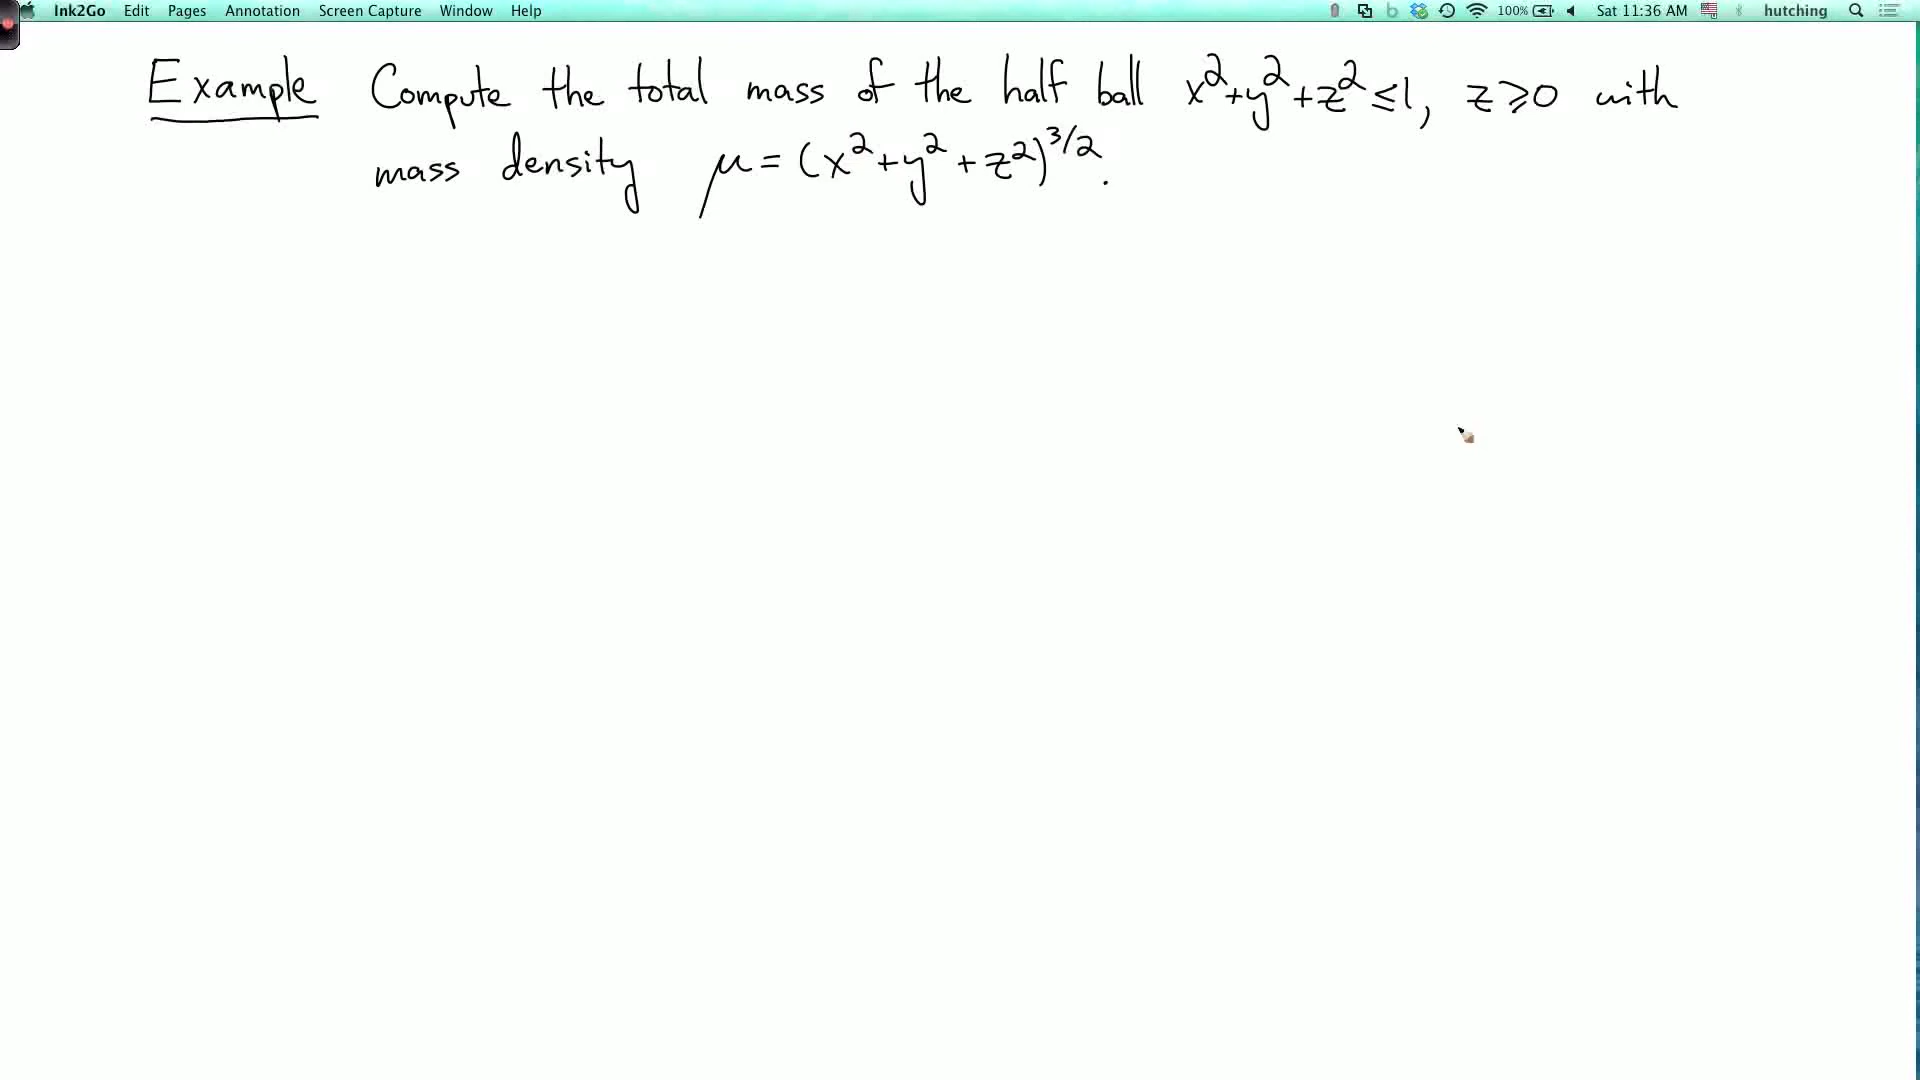 Ink2Go Edit Pages Annotation Screen Capture Window Help 100% Sat 11:36 AM hutching
Example Compute the total mass of the half ball x²+y²+z²≤1, z≥0 with
mass density μ=(x²+y²+z²)^{3/2}.